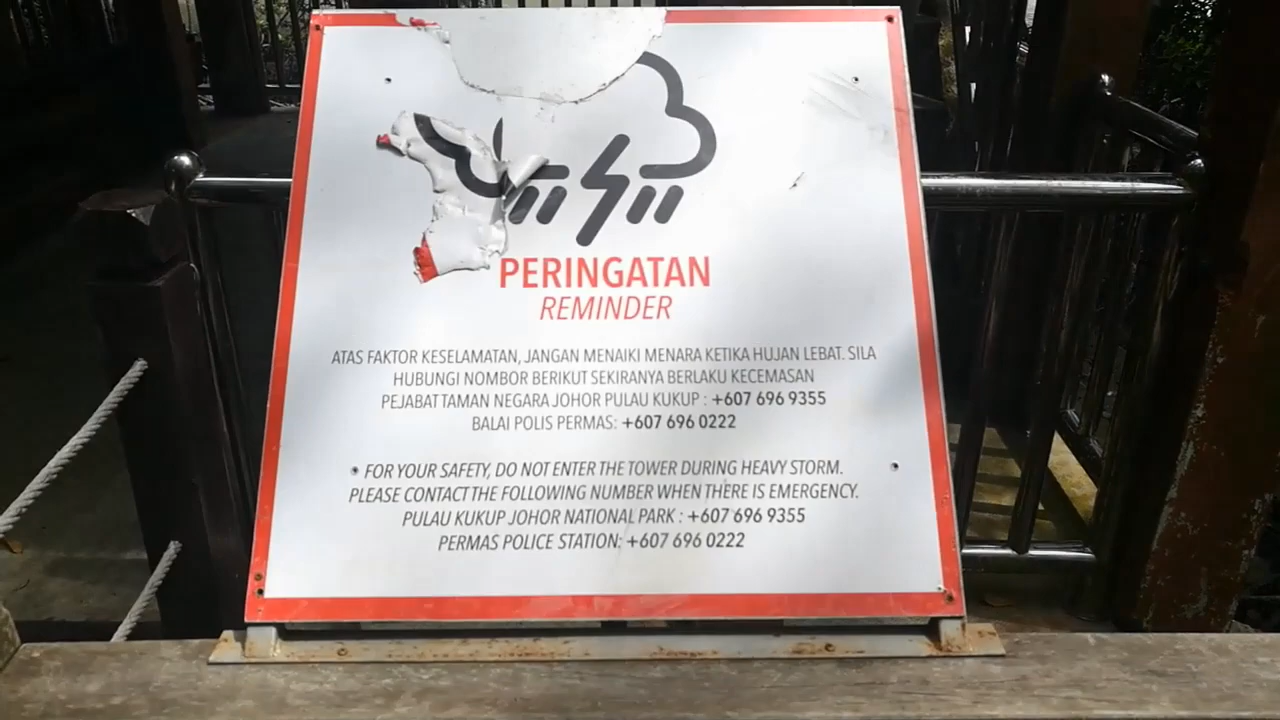 PERINGATAN
REMINDER
ATAS FAKTOR KESELAMATAN, JANGAN MENAIKI MENARA KETIKA HUJAN LEBAT. SILA
HUBUNGI NOMBOR BERIKUT SEKIRANYA BERLAKU KECEMASAN
PEJABAT TAMAN NEGARA JOHOR PULAU KUKUP : +607 696 9355
BALAI POLIS PERMAS: +607 696 0222
FOR YOUR SAFETY, DO NOT ENTER THE TOWER DURING HEAVY STORM.
PLEASE CONTACT THE FOLLOWING NUMBER WHEN THERE IS EMERGENCY.
PULAU KUKUP JOHOR NATIONAL PARK : +607 696 9355
PERMAS POLICE STATION: +607 696 0222